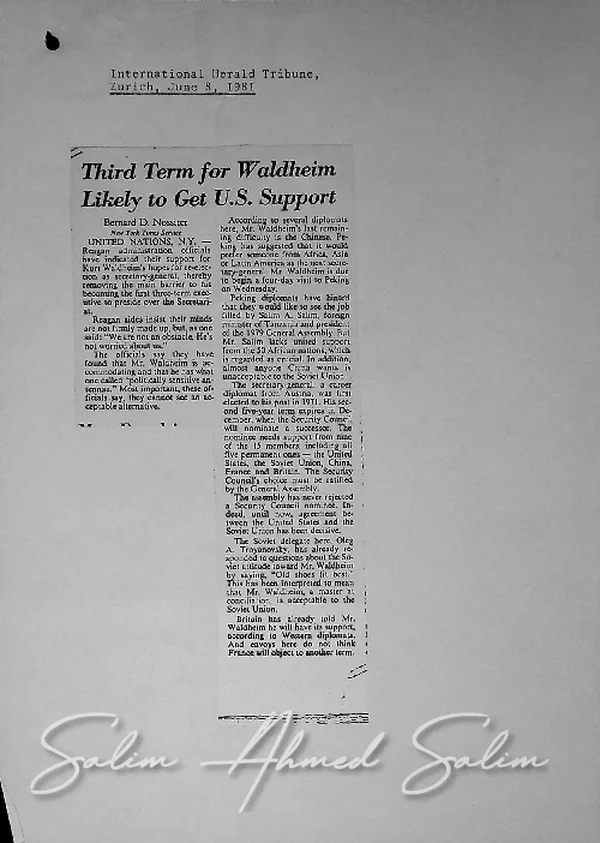 International Herald Tribune,
Zurich, June 8, 1981
Third Term for Waldheim
Likely to Get U.S. Support
Bernard D. Nossiter
New York Times Service
UNITED NATIONS, N.Y. —
Reagan administration officials
have indicated their support for
Kurt Waldheim's hopes for reelec-
tion as secretary-general, thereby
removing the main barrier to his
becoming the first three-term exec-
utive to preside over the Secretari-
at.
Reagan aides insist their minds
are not firmly made up, but, as one
said: "We are not an obstacle. He's
not worried about us."
The officials say they have
found that Mr. Waldheim is ac-
commodating and that he has what
one called "politically sensitive an-
tennae." Most important, these of-
ficials say, they cannot see an ac-
ceptable alternative.
According to several diplomats
here, Mr. Waldheim's last remain-
ing difficulty is the Chinese. Pe-
king has suggested that it would
prefer someone from Africa, Asia
or Latin America as the next secre-
tary-general. Mr. Waldheim is due
to begin a four-day visit to Peking
on Wednesday.
Peking diplomats have hinted
that they would like to see the job
filled by Salim A. Salim, foreign
minister of Tanzania and president
of the 1979 General Assembly. But
Mr. Salim lacks united support
from the 50 African nations, which
is regarded as crucial. In addition,
almost anyone China wants is
unacceptable to the Soviet Union.
The secretary-general, a career
diplomat from Austria, was first
elected to his post in 1971. His sec-
ond five-year term expires in De-
cember, when the Security Council
will nominate a successor. The
nominee needs support from nine
of the 15 members, including all
five permanent ones — the United
States, the Soviet Union, China,
France and Britain. The Security
Council's choice must be ratified
by the General Assembly.
The assembly has never rejected
a Security Council nominee. In-
deed, until now, agreement be-
tween the United States and the
Soviet Union has been decisive.
The Soviet delegate here, Oleg
A. Troyanovsky, has already re-
sponded to questions about the So-
viet attitude toward Mr. Waldheim
by saying, "Old shoes fit best."
This has been interpreted to mean
that Mr. Waldheim, a master at
conciliation, is acceptable to the
Soviet Union.
Britain has already told Mr.
Waldheim he will have its support,
according to Western diplomats.
And envoys here do not think
France will object to another term.
Salim Ahmed Salim